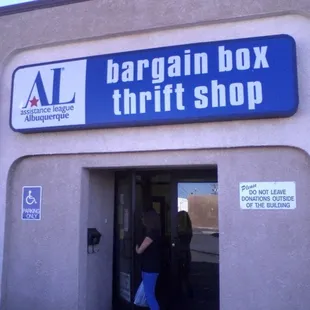 AL
assistance league
Albuquerque
bargain box
thrift shop
PARKING
ONLY
Please
DO NOT LEAVE
DONATIONS OUTSIDE
OF THE BUILDING